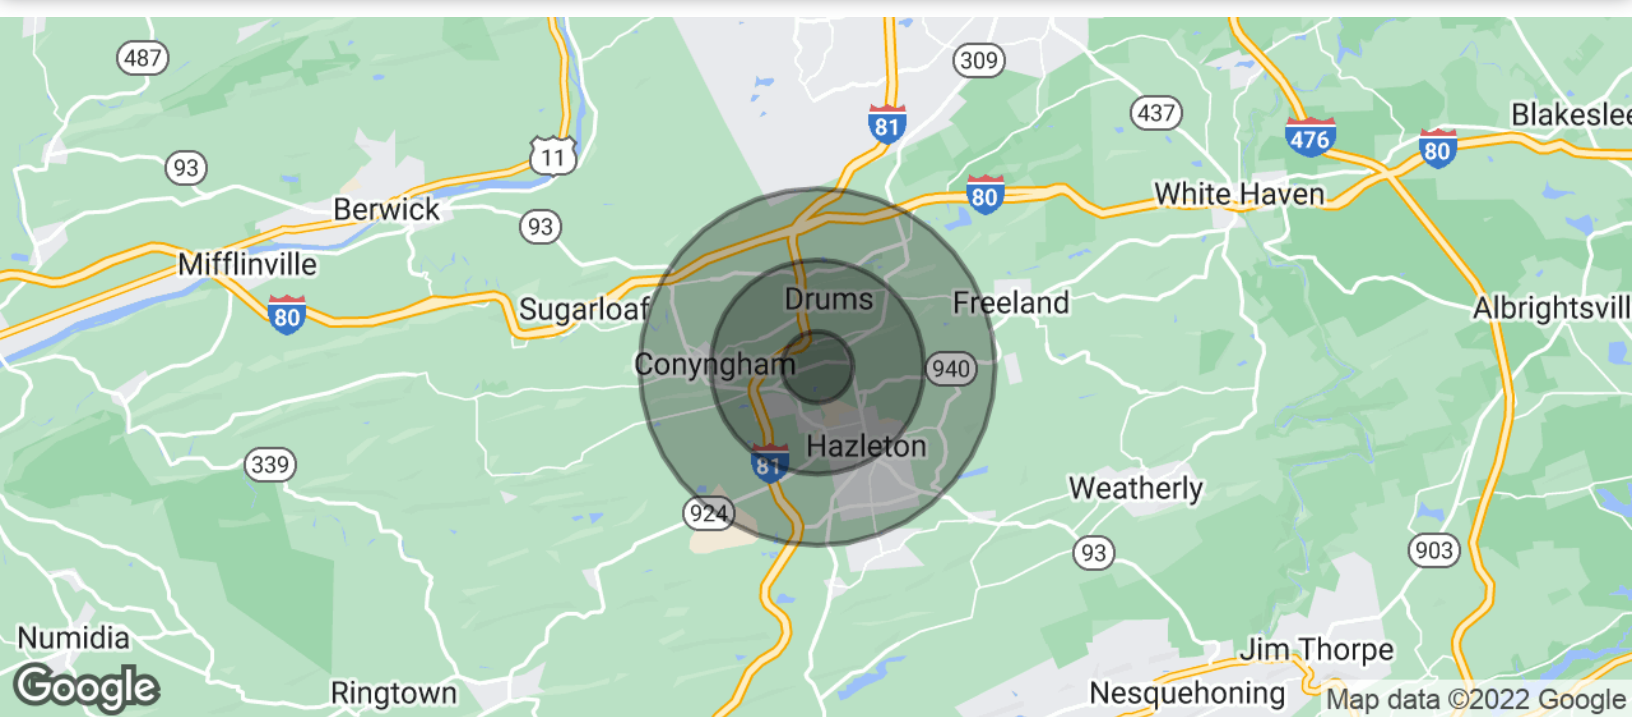 487
309
81
437
476
Blakeslee
80
11
93
80
White Haven
Berwick
93
Mifflinville
Drums
Freeland
Sugarloaf
80
Albrightsvill
Conyngham
940
Hazleton
339
81
Weatherly
924
93
903
Numidia
Jim Thorpe
Google
Ringtown
Nesquehoning
Map data ©2022 Google